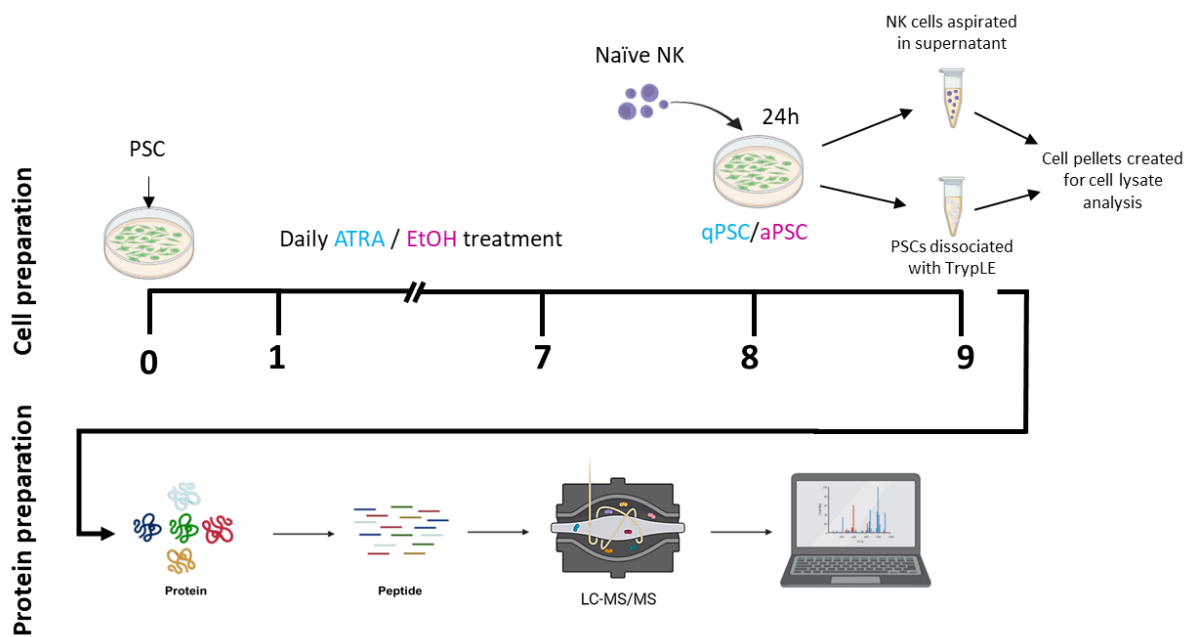 NK cells aspirated
in supernatant
Naïve NK
24h
PSC
Cell pellets created
for cell lysate
analysis
Daily ATRA / EtOH treatment
qPSC/aPSC
PSCs dissociated
with TrypLE
Cell preparation
0
1
7
8
9
Protein preparation
Protein
Peptide
LC-MS/MS